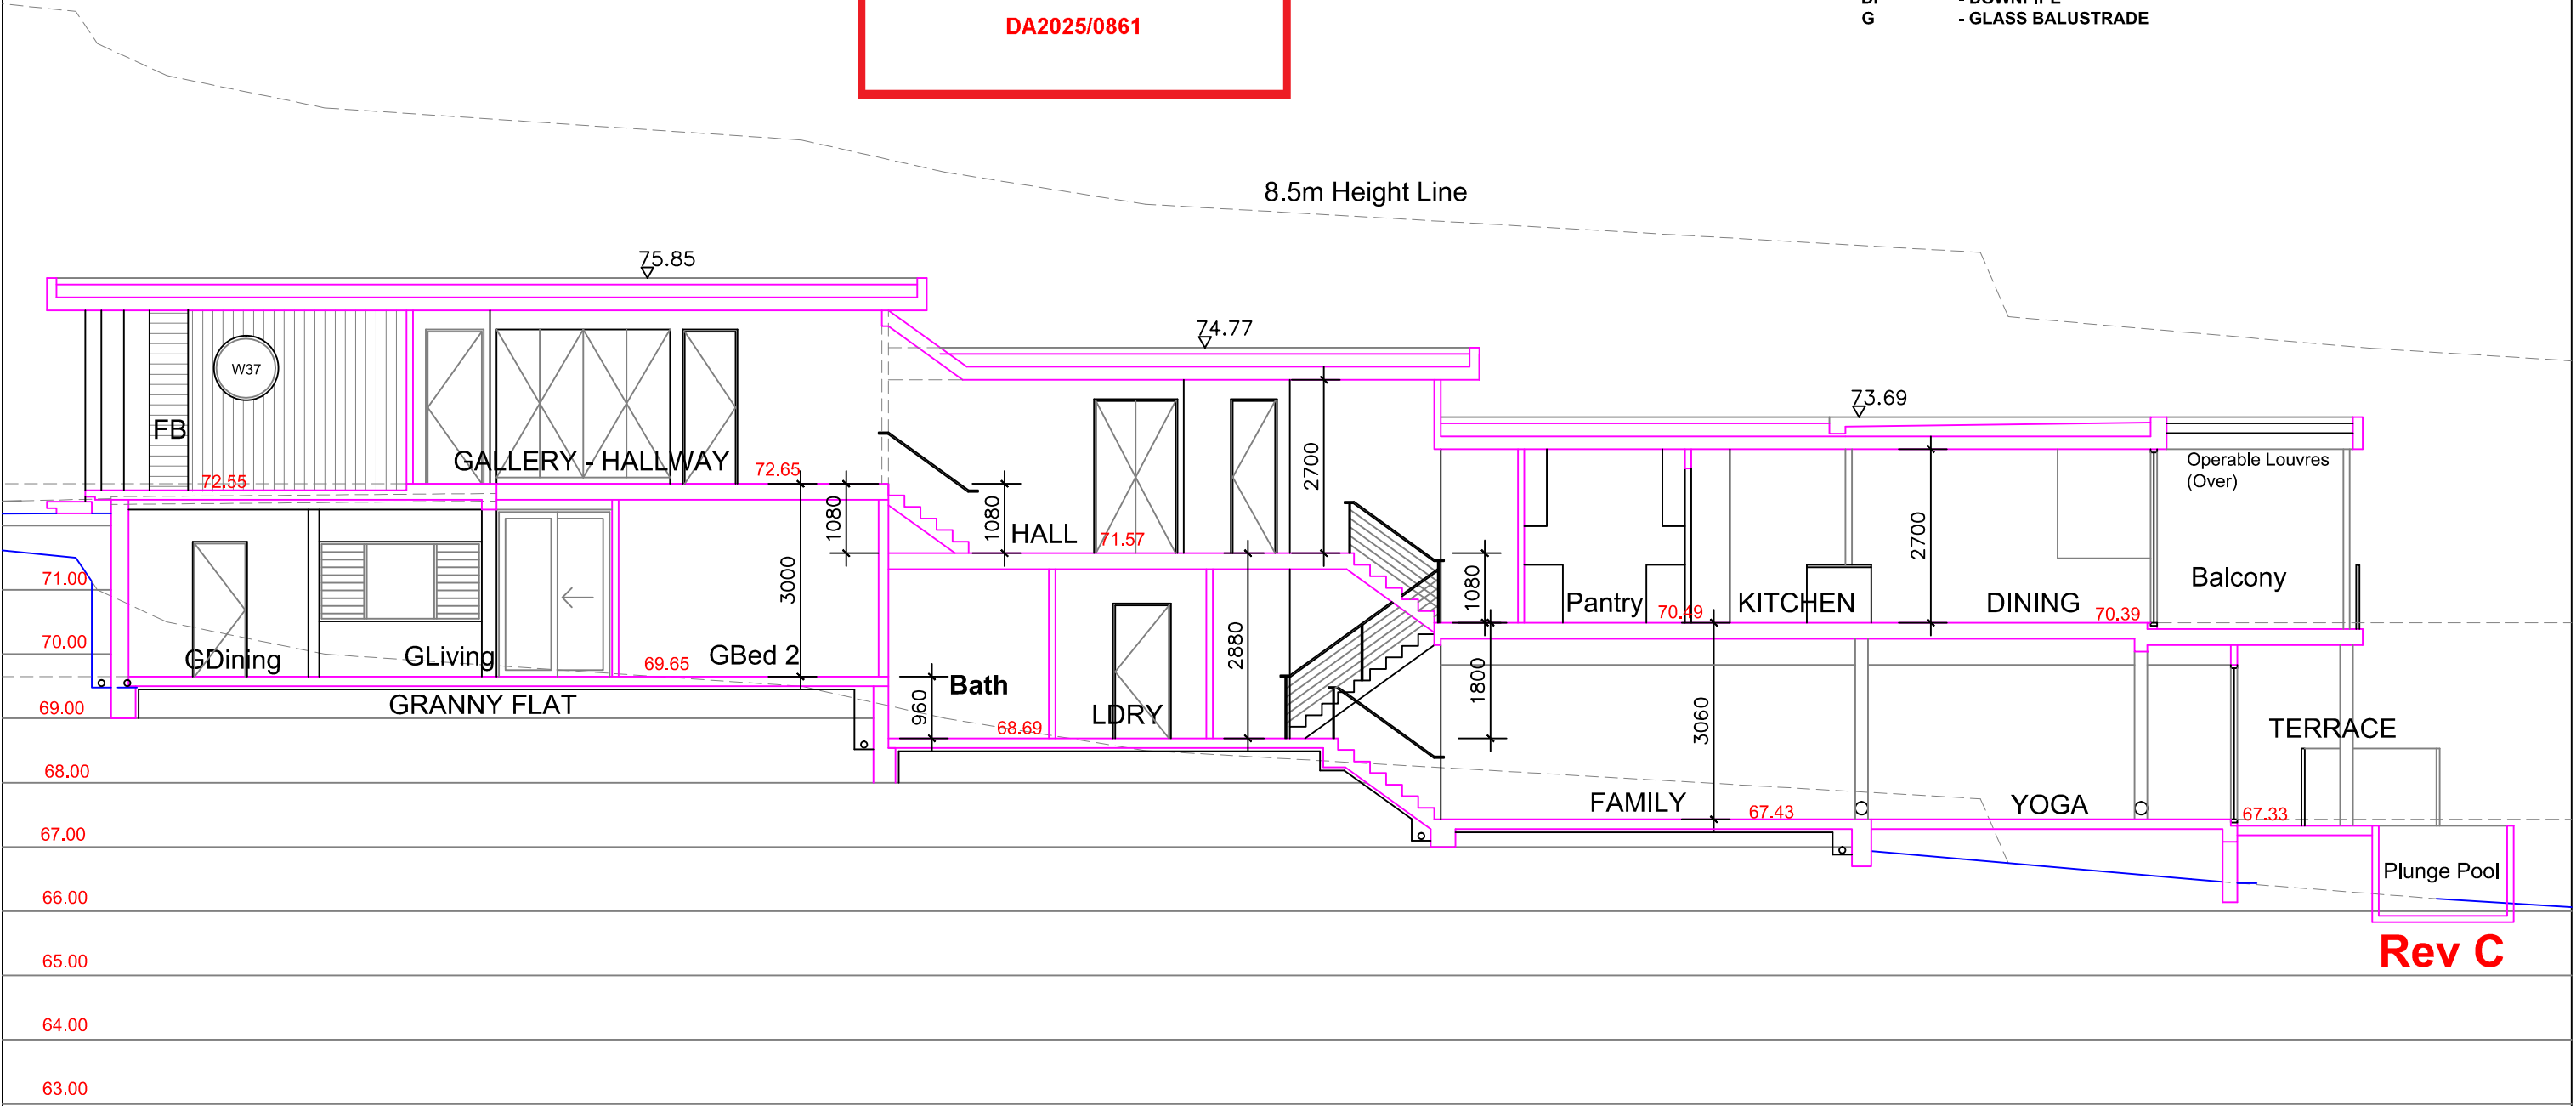 DA2025/0861
- DOWNPIPE
G - GLASS BALUSTRADE
8.5m Height Line
75.85
74.77
73.69
W37
FB
GALLERY - HALLWAY
72.55
72.65
1080
1080
3000
HALL
71.57
2700
2700
Operable Louvres
(Over)
Balcony
1080
Pantry
70.49
KITCHEN
DINING
70.39
71.00
70.00
69.00
68.00
67.00
66.00
65.00
64.00
63.00
GDining
GLiving
69.65
GBed 2
GRANNY FLAT
960
Bath
68.69
LDRY
2880
1800
3060
FAMILY
67.43
YOGA
67.33
TERRACE
Plunge Pool
Rev C